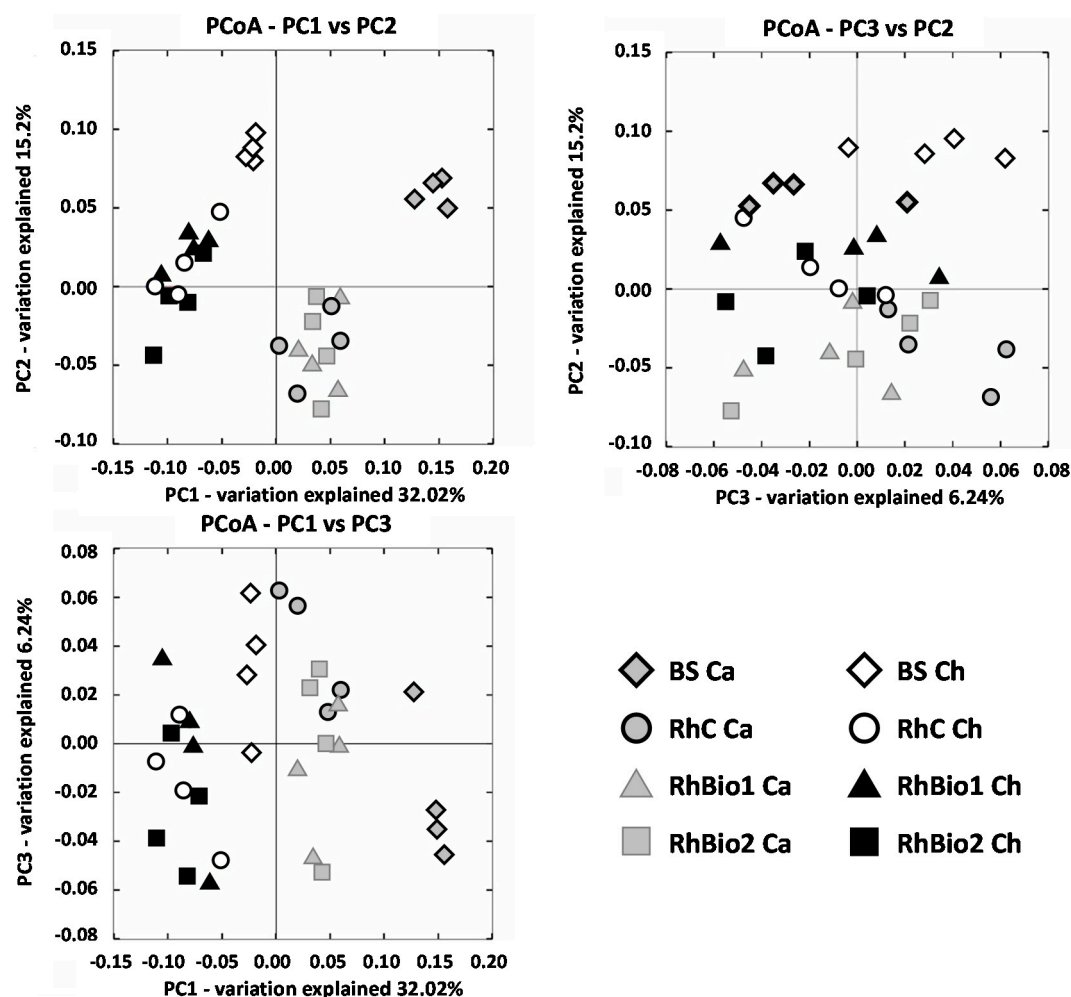 PCoA - PC1 vs PC2
0.15
0.10
0.05
0.00
-0.05
-0.10
PC2 - variation explained 15.2%
-0.15 -0.10 -0.05 0.00 0.05 0.10 0.15 0.20
PC1 - variation explained 32.02%
PCoA - PC3 vs PC2
0.15
0.10
0.05
0.00
-0.05
-0.10
PC2 - variation explained 15.2%
-0.08 -0.06 -0.04 -0.02 0.00 0.02 0.04 0.06 0.08
PC3 - variation explained 6.24%
PCoA - PC1 vs PC3
0.08
0.06
0.04
0.02
0.00
-0.02
-0.04
-0.06
-0.08
PC3 - variation explained 6.24%
-0.15 -0.10 -0.05 0.00 0.05 0.10 0.15 0.20
PC1 - variation explained 32.02%
BS Ca BS Ch
RhC Ca RhC Ch
RhBio1 Ca RhBio1 Ch
RhBio2 Ca RhBio2 Ch